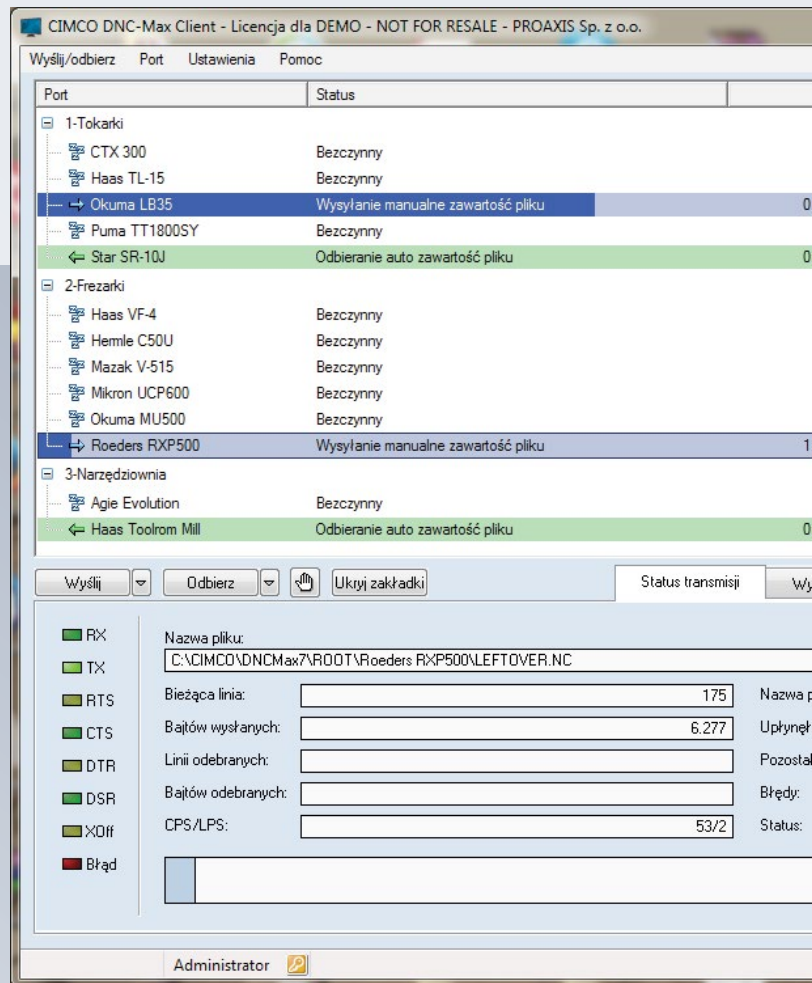 CIMCO DNC-Max Client - Licencja dla DEMO - NOT FOR RESALE - PROAXIS Sp. z o.o.
Wyślij/odbierz Port Ustawienia Pomoc
Port Status
1-Tokarki
CTX 300 Bezczynny
Haas TL-15 Bezczynny
Okuma LB35 Wysyłanie manualne zawartość pliku 0
Puma TT1800SY Bezczynny
Star SR-10J Odbieranie auto zawartość pliku 0
2-Frezarki
Haas VF-4 Bezczynny
Hemle C50U Bezczynny
Mazak V-515 Bezczynny
Mikron UCP600 Bezczynny
Okuma MU500 Bezczynny
Roeders RXP500 Wysyłanie manualne zawartość pliku 1
3-Narzędziownia
Agie Evolution Bezczynny
Haas Toolrom Mill Odbieranie auto zawartość pliku 0
Wyślij Odbierz Ukryj zakładki Status transmisji Wy
RX Nazwa pliku:
TX C:\CIMCO\DNCMax7\ROOT\Roeders RXP500\LEFTOVER.NC
RTS Bieżąca linia: 175 Nazwa p
CTS Bajtów wysłanych: 6.277 Upłynęł
DTR Linii odebranych: Pozostał
DSR Bajtów odebranych: Błędy:
XOff CPS/LPS: 53/2 Status:
Błąd
Administrator